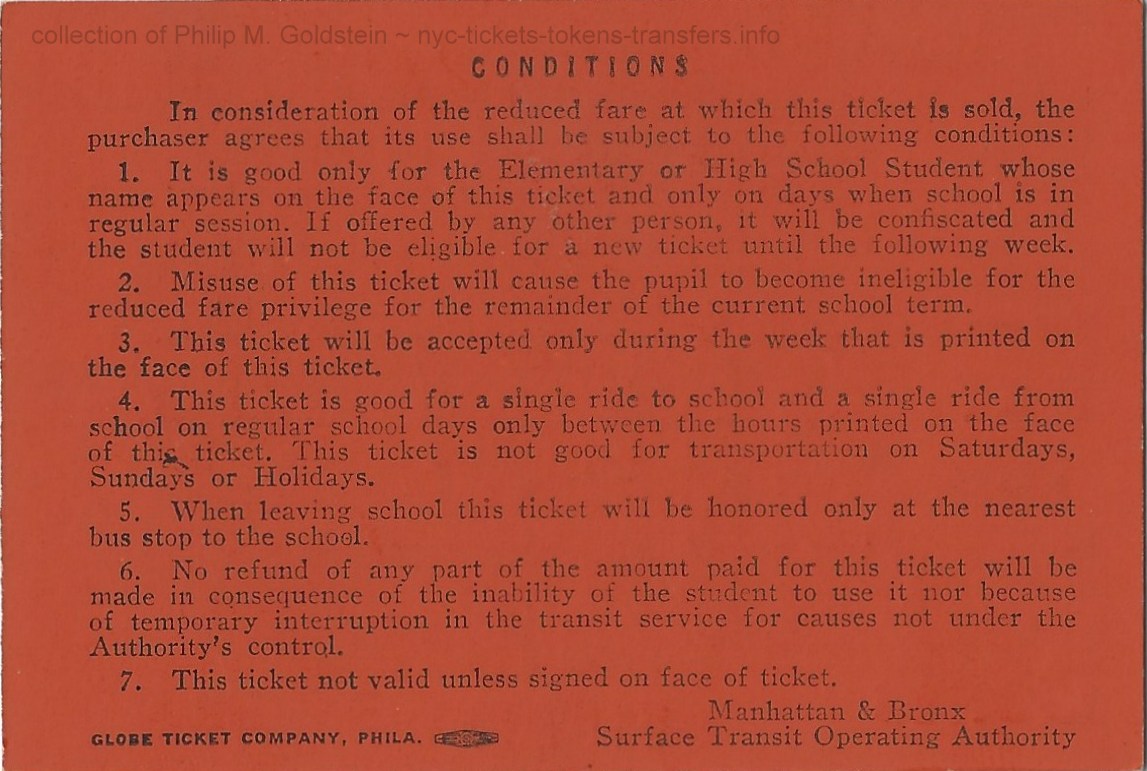 collection of Philip M. Goldstein ~ nyc-tickets-tokens-transfers.info
CONDITIONS
In consideration of the reduced fare at which this ticket is sold, the
purchaser agrees that its use shall be subject to the following conditions:
1. It is good only for the Elementary or High School Student whose
name appears on the face of this ticket and only on days when school is in
regular session. If offered by any other person, it will be confiscated and
the student will not be eligible for a new ticket until the following week.
2. Misuse of this ticket will cause the pupil to become ineligible for the
reduced fare privilege for the remainder of the current school term.
3. This ticket will be accepted only during the week that is printed on
the face of this ticket.
4. This ticket is good for a single ride to school and a single ride from
school on regular school days only between the hours printed on the face
of this ticket. This ticket is not good for transportation on Saturdays,
Sundays or Holidays.
5. When leaving school this ticket will be honored only at the nearest
bus stop to the school.
6. No refund of any part of the amount paid for this ticket will be
made in consequence of the inability of the student to use it nor because
of temporary interruption in the transit service for causes not under the
Authority's control.
7. This ticket not valid unless signed on face of ticket.
Manhattan & Bronx
Surface Transit Operating Authority
GLOBE TICKET COMPANY, PHILA.